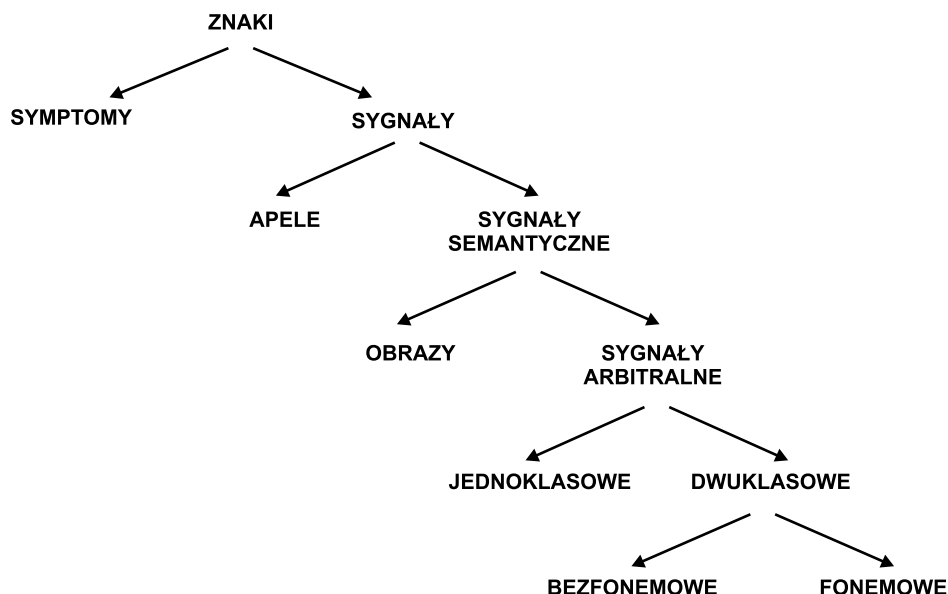 ZNAKI
SYMPTOMY
SYGNAŁY
APELE
SYGNAŁY
SEMANTYCZNE
OBRAZY
SYGNAŁY
ARBITRALNE
JEDNOKLASOWE
DWUKLASOWE
BEZFONEMOWE
FONEMOWE